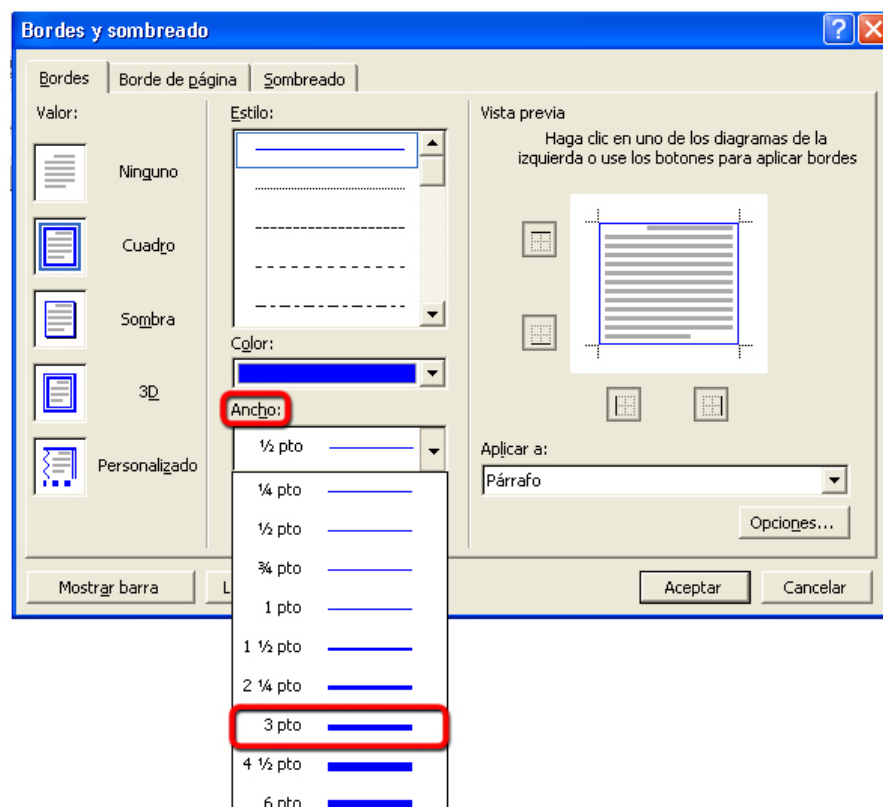 Bordes y sombreado
Bordes
Borde de página
Sombreado
Valor:
Ninguno
Cuadro
Sombra
3D
Personalizado
Estilo:
Color:
Ancho:
½ pto
¼ pto
½ pto
¾ pto
1 pto
1 ½ pto
2 ¼ pto
3 pto
4 ½ pto
6 pto
Vista previa
Haga clic en uno de los diagramas de la
izquierda o use los botones para aplicar bordes
Aplicar a:
Párrafo
Opciones...
Mostrar barra
L
Aceptar
Cancelar